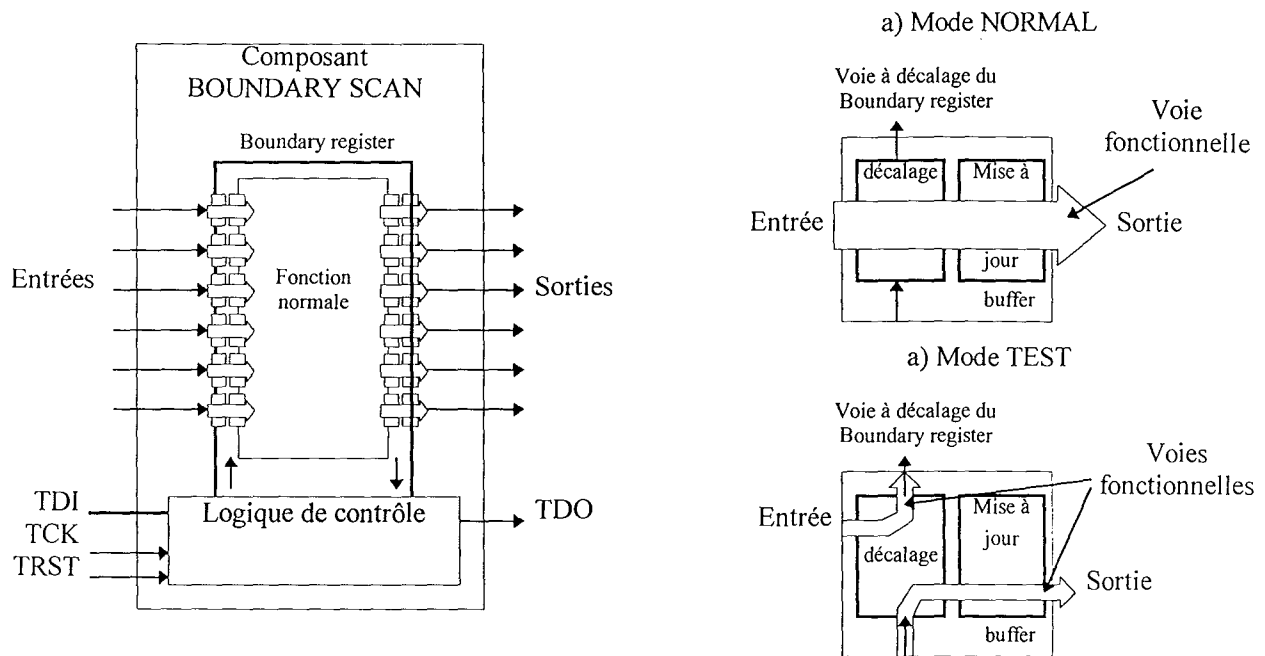 Composant
BOUNDARY SCAN
Boundary register
Entrées
Fonction
normale
Sorties
TDI
TCK
TRST
Logique de contrôle
TDO
a) Mode NORMAL
Voie à décalage du
Boundary register
Voie
fonctionnelle
décalage
Mise à
Entrée
Sortie
jour
buffer
a) Mode TEST
Voie à décalage du
Boundary register
Voies
fonctionnelles
Entrée
Mise à
jour
décalage
Sortie
buffer